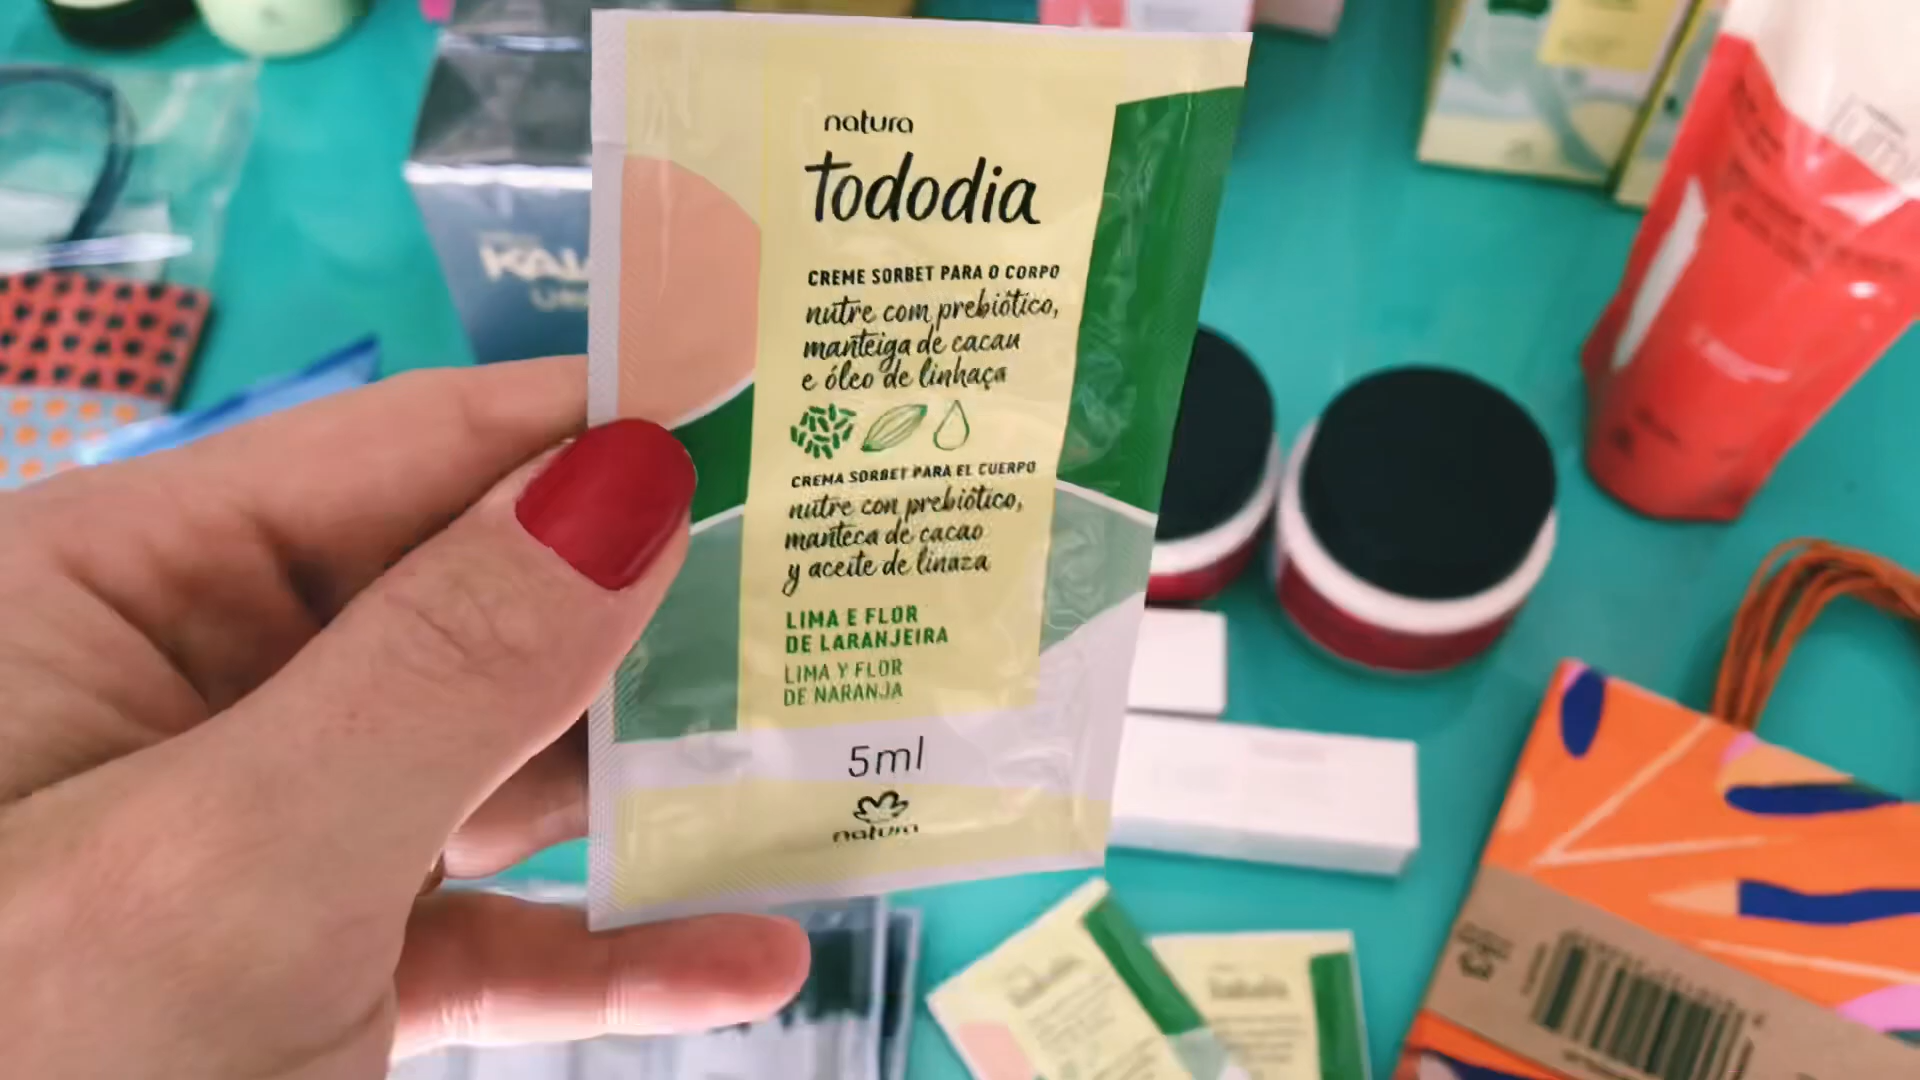 natura
tododia
CREME SORBET PARA O CORPO
nutre com prebiótico,
manteiga de cacau
e óleo de linhaça
CREMA SORBET PARA EL CUERPO
nutre con prebiótico,
manteca de cacao
y aceite de linaza
LIMA E FLOR
DE LARANJEIRA
LIMA Y FLOR
DE NARANJA
5ml
natura